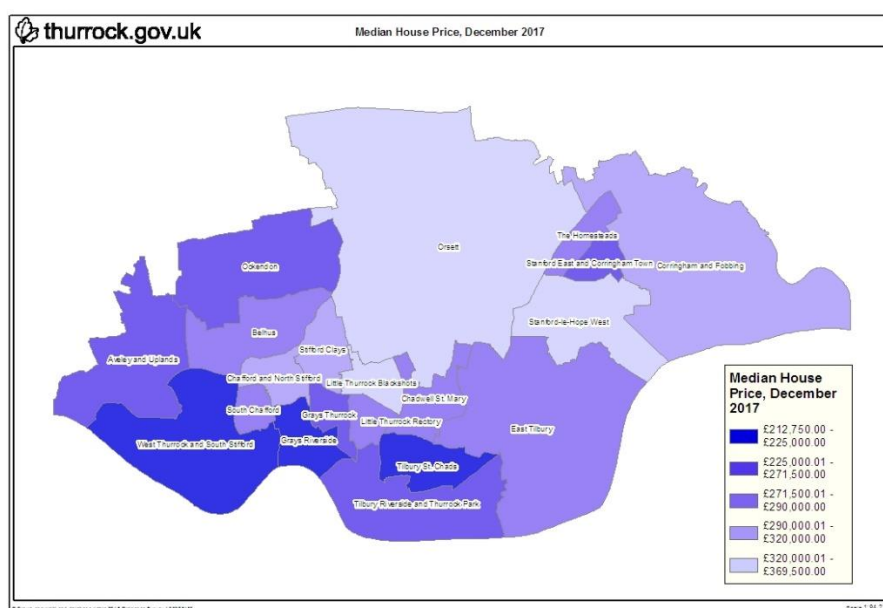 thurrock.gov.uk
Median House Price, December 2017
Orsett
The Homesteads
Ockendon
Stanford East and Corringham Town
Corringham and Fobbing
Stanford-le-Hope West
Belhus
Stifford Clays
Aveley and Uplands
Chafford and North Stifford
Little Thurrock Blackshots
Chadwell St. Mary
South Chafford
Grays Thurrock
Little Thurrock Rectory
East Tilbury
West Thurrock and South Stifford
Grays Riverside
Tilbury St. Chads
Tilbury Riverside and Thurrock Park
Median House
Price, December
2017
£212,750.00 -
£225,000.00
£225,000.01 -
£271,500.00
£271,500.01 -
£290,000.00
£290,000.01 -
£320,000.00
£320,000.01 -
£369,500.00